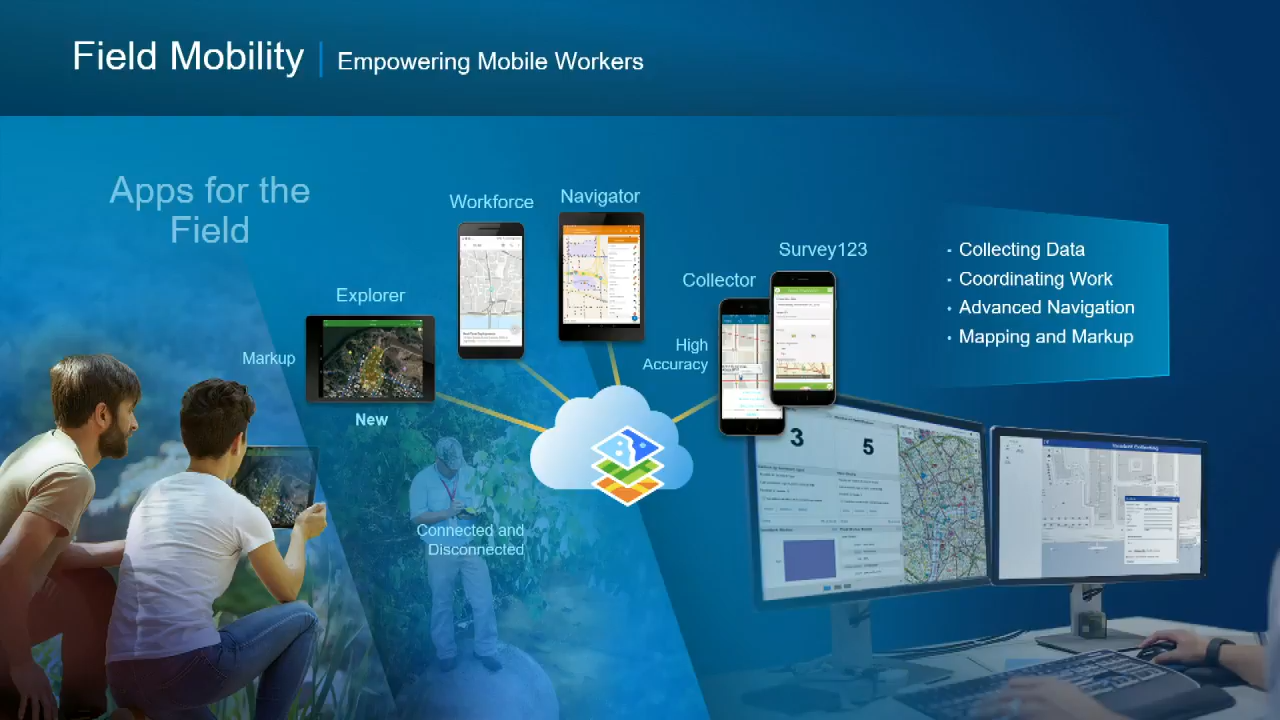 Field Mobility | Empowering Mobile Workers
Apps for the
Field
Workforce
Navigator
Survey123
Collector
Explorer
Markup
High
Accuracy
New
Connected and
Disconnected
· Collecting Data
· Coordinating Work
· Advanced Navigation
· Mapping and Markup
3
5